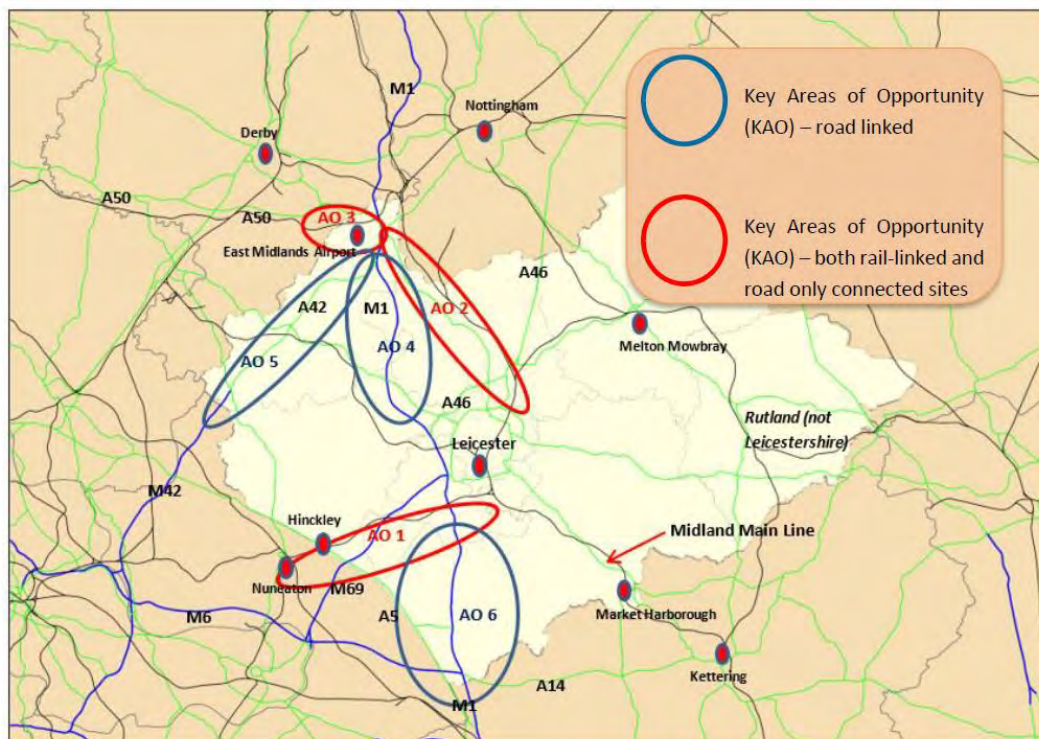 M1
Nottingham
Derby
Key Areas of Opportunity
(KAO) – road linked
Key Areas of Opportunity
(KAO) – both rail-linked and
road only connected sites
A50
A50
AO 3
East Midlands Airport
A46
A42
M1
AO 2
Melton Mowbray
AO 5
AO 4
A46
Rutland (not
Leicestershire)
Leicester
M42
Hinckley
AO 1
Midland Main Line
Nuneaton
M69
M6
A5
AO 6
Market Harborough
Kettering
A14
M1